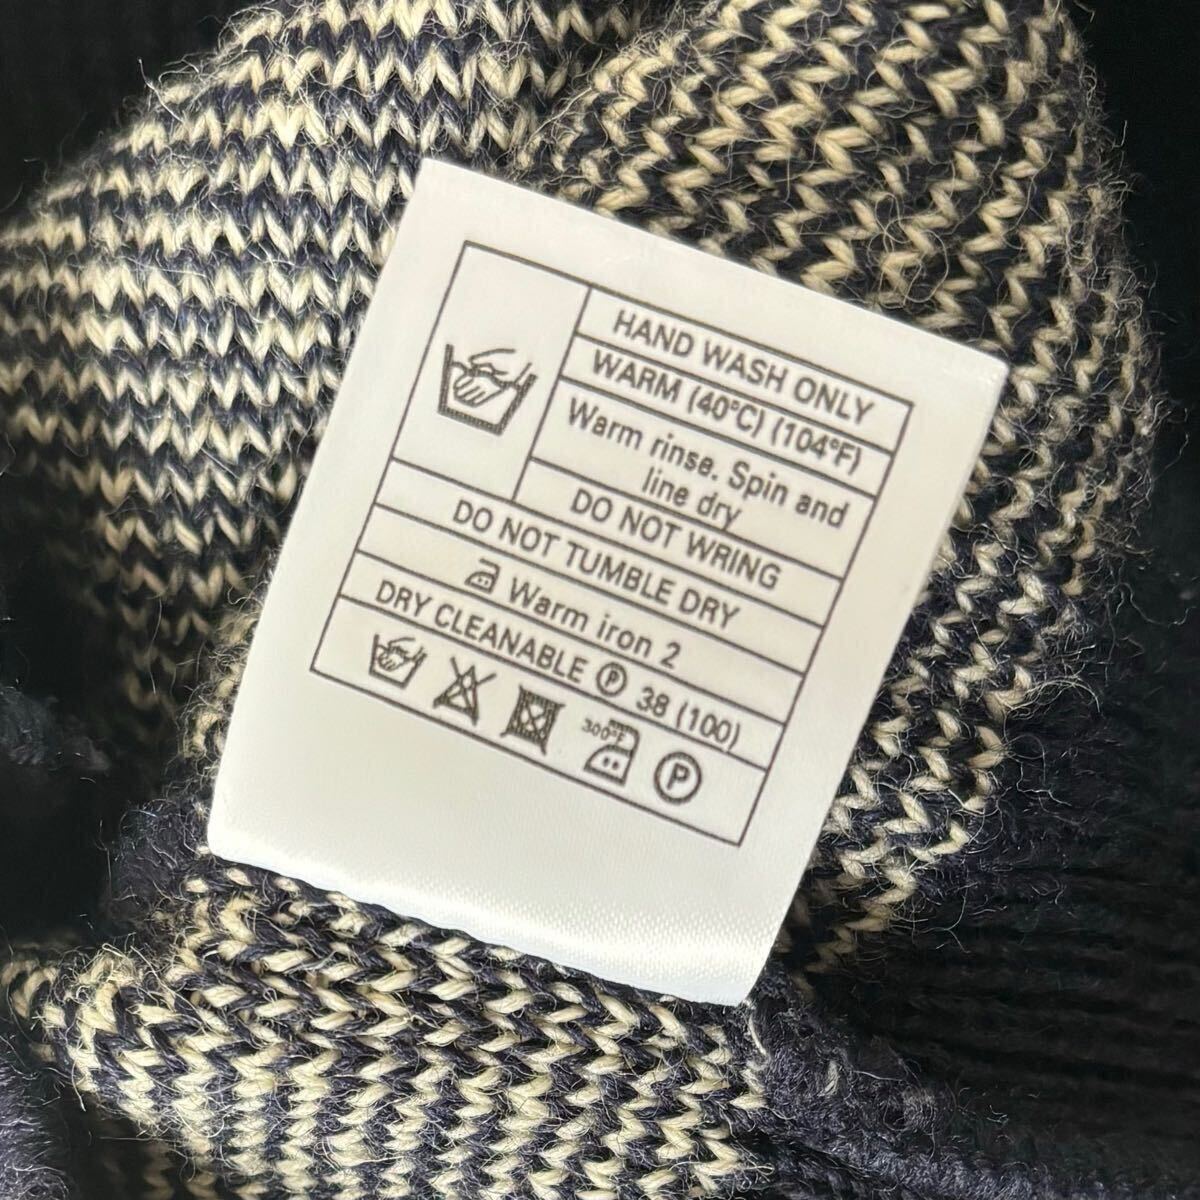 HAND WASH ONLY
WARM (40°C) (104°F)
Warm rinse. Spin and
line dry
DO NOT WRING
DO NOT TUMBLE DRY
Warm iron 2
DRY CLEANABLE Ⓟ 38 (100)
300°F
P